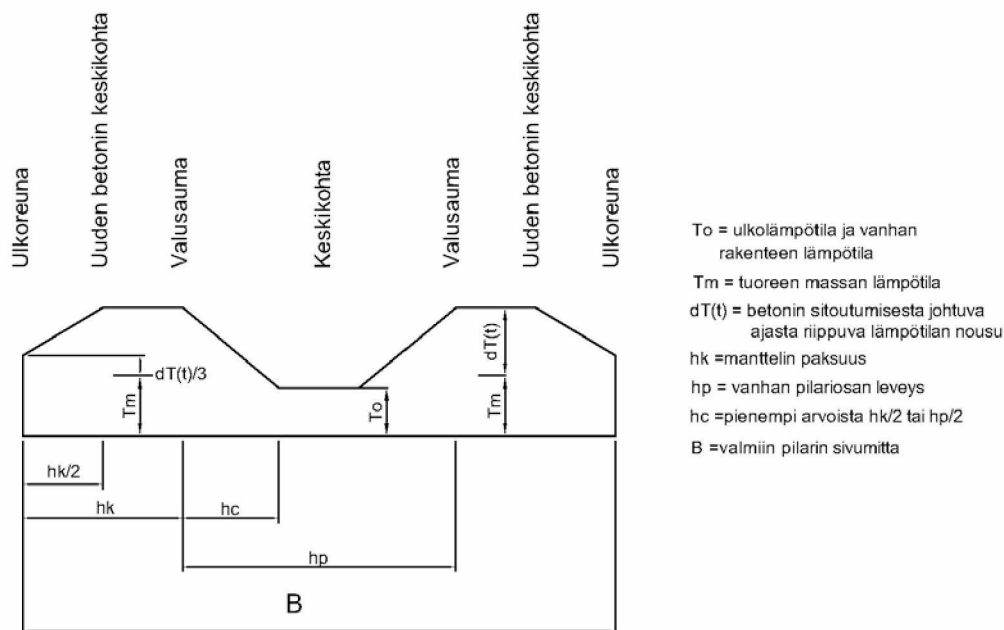 Ulkoreuna
Uuden betonin keskikohta
Valusauma
Keskikohta
Valusauma
Uuden betonin keskikohta
Ulkoreuna
dT(t)/3
Tm
To
dT(t)
Tm
hk/2
hk
hc
hp
B
To = ulkolämpötila ja vanhan
rakenteen lämpötila
Tm = tuoreen massan lämpötila
dT(t) = betonin sitoutumisesta johtuva
ajasta riippuva lämpötilan nousu
hk =manttelin paksuus
hp = vanhan pilariosan leveys
hc =pienempi arvoista hk/2 tai hp/2
B =valmiin pilarin sivumitta